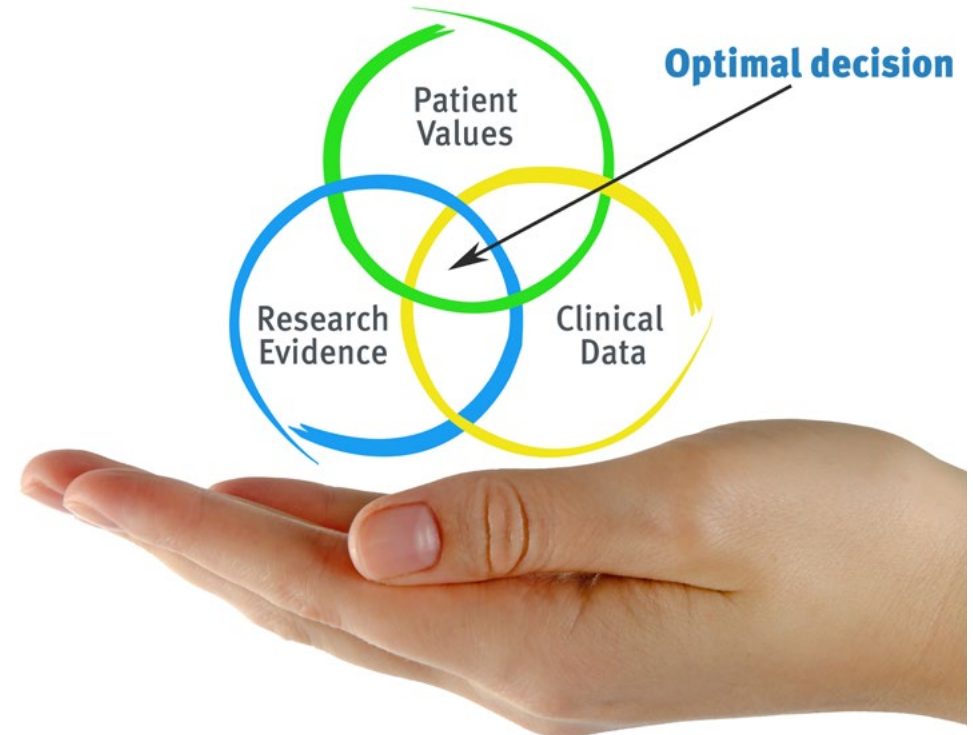 Optimal decision
Patient
Values
Research
Evidence
Clinical
Data